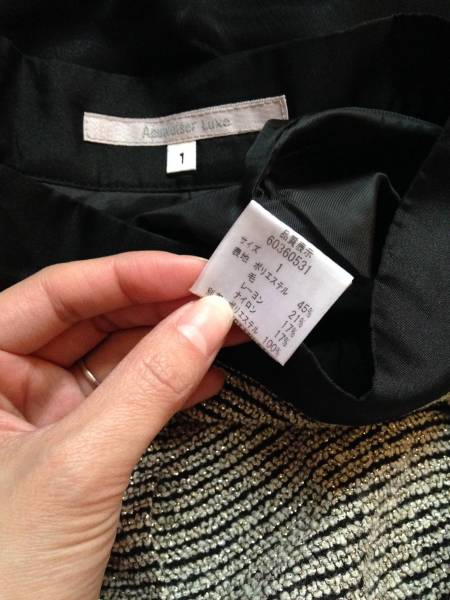 Aquaviser Luxe
1
品質表示
60360531
サイズ 1
表地 ポリエステル 45%
毛 21%
レーヨン 17%
ナイロン 17%
ポリエステル 100%